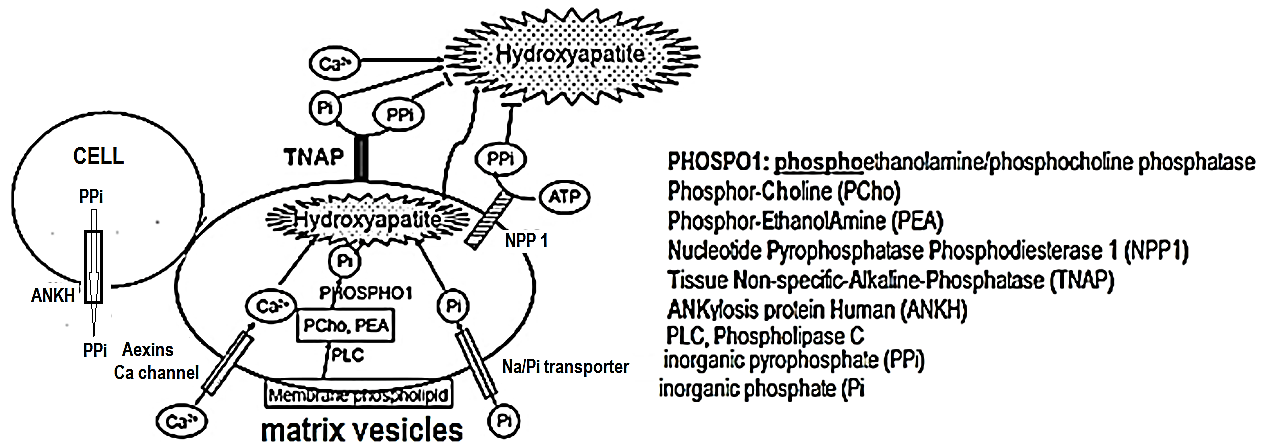 Hydroxyapatite
Ca²⁺
Pi
PPi
TNAP
CELL
PPi
ATP
PPi
Hydroxyapatite
NPP 1
Pi
ANKH
PHOSPHO1
Ca²⁺
Pi
PCho, PEA
PPi
Aexins
Ca channel
PLC
Na/Pi transporter
Membrane phospholipid
Ca²⁺
Pi
matrix vesicles
PHOSPO1: phosphoethanolamine/phosphocholine phosphatase
Phosphor-Choline (PCho)
Phosphor-EthanolAmine (PEA)
Nucleotide Pyrophosphatase Phosphodiesterase 1 (NPP1)
Tissue Non-specific-Alkaline-Phosphatase (TNAP)
ANKylosis protein Human (ANKH)
PLC, Phospholipase C
inorganic pyrophosphate (PPi)
inorganic phosphate (Pi